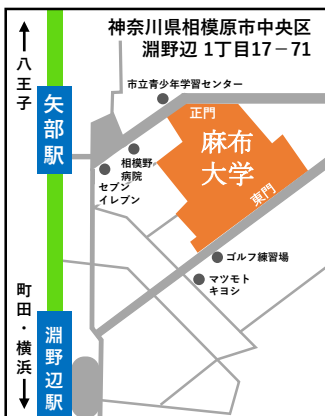 神奈川県相模原市中央区
淵野辺 1丁目17－71
八王子
市立青少年学習センター
矢部駅
正門
麻布
大学
相模野
病院
セブン
イレブン
東門
ゴルフ練習場
マツモト
キヨシ
町田・横浜
淵野辺駅